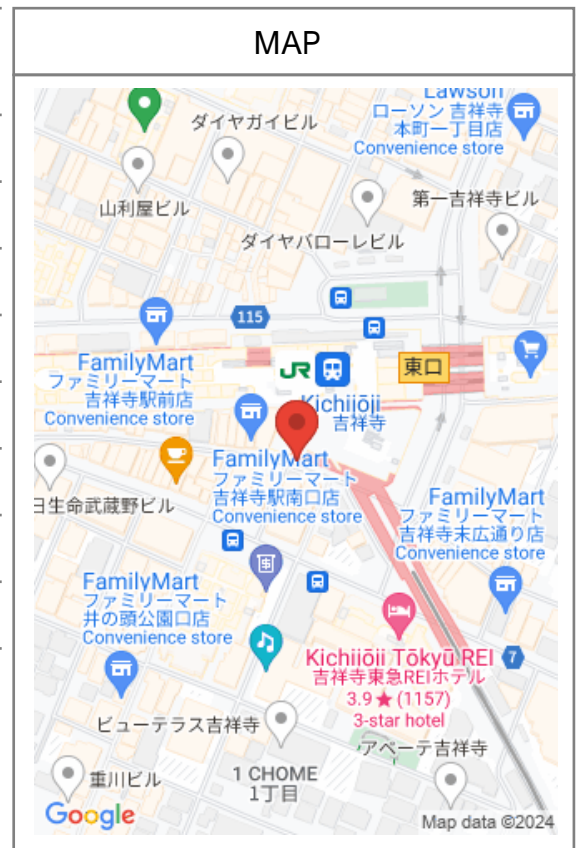 MAP
Lawson
ローソン 吉祥寺
本町一丁目店
Convenience store
ダイヤガイビル
山利屋ビル
第一吉祥寺ビル
ダイヤバローレビル
115
FamilyMart
ファミリーマート
吉祥寺駅前店
Convenience store
JR
東口
Kichijōji
吉祥寺
FamilyMart
ファミリーマート
吉祥寺駅南口店
Convenience store
日生命武蔵野ビル
FamilyMart
ファミリーマート
吉祥寺末広通り店
Convenience store
FamilyMart
ファミリーマート
井の頭公園口店
Convenience store
Kichijōji Tōkyū REI
吉祥寺東急REIホテル
3.9★(1157)
3-star hotel
7
ビューテラス吉祥寺
アベーテ吉祥寺
1 CHOME
1丁目
重川ビル
Google
Map data ©2024